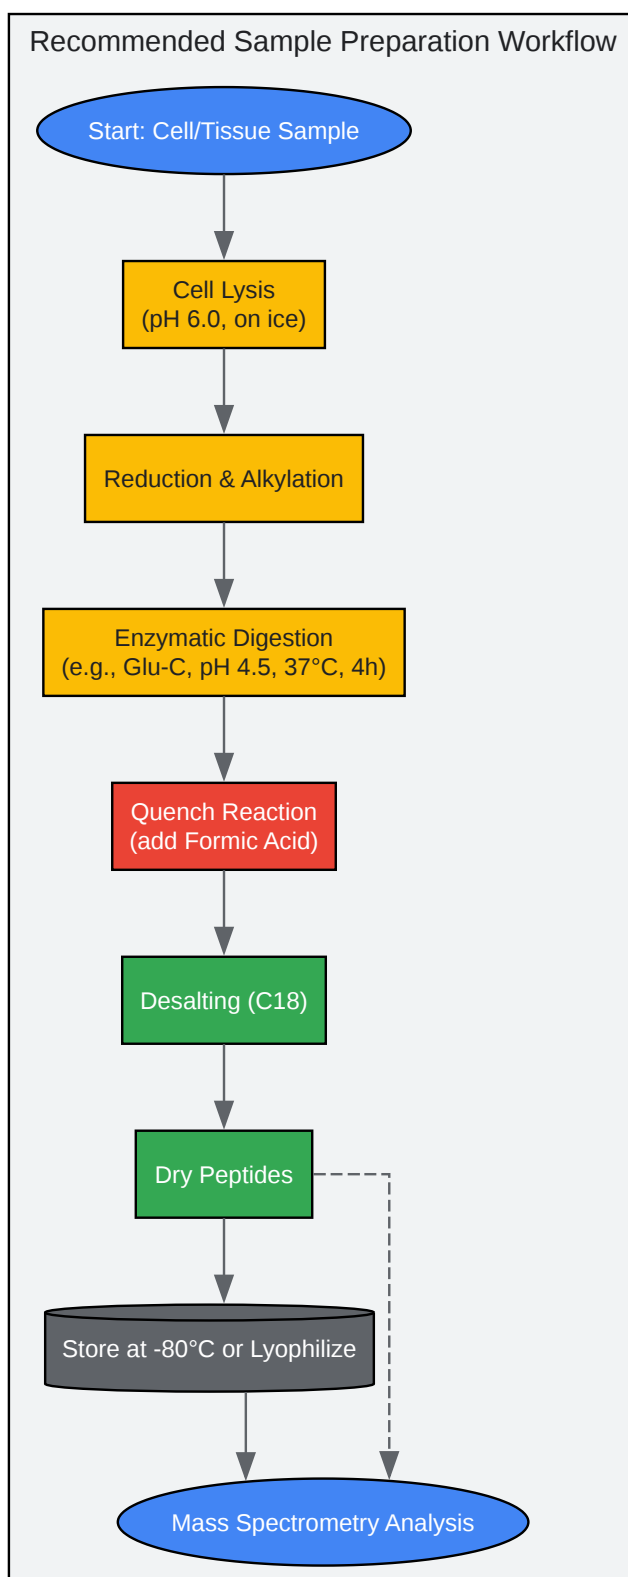 Recommended Sample Preparation Workflow
Start: Cell/Tissue Sample
Cell Lysis
(pH 6.0, on ice)
Reduction & Alkylation
Enzymatic Digestion
(e.g., Glu-C, pH 4.5, 37°C, 4h)
Quench Reaction
(add Formic Acid)
Desalting (C18)
Dry Peptides
Store at -80°C or Lyophilize
Mass Spectrometry Analysis